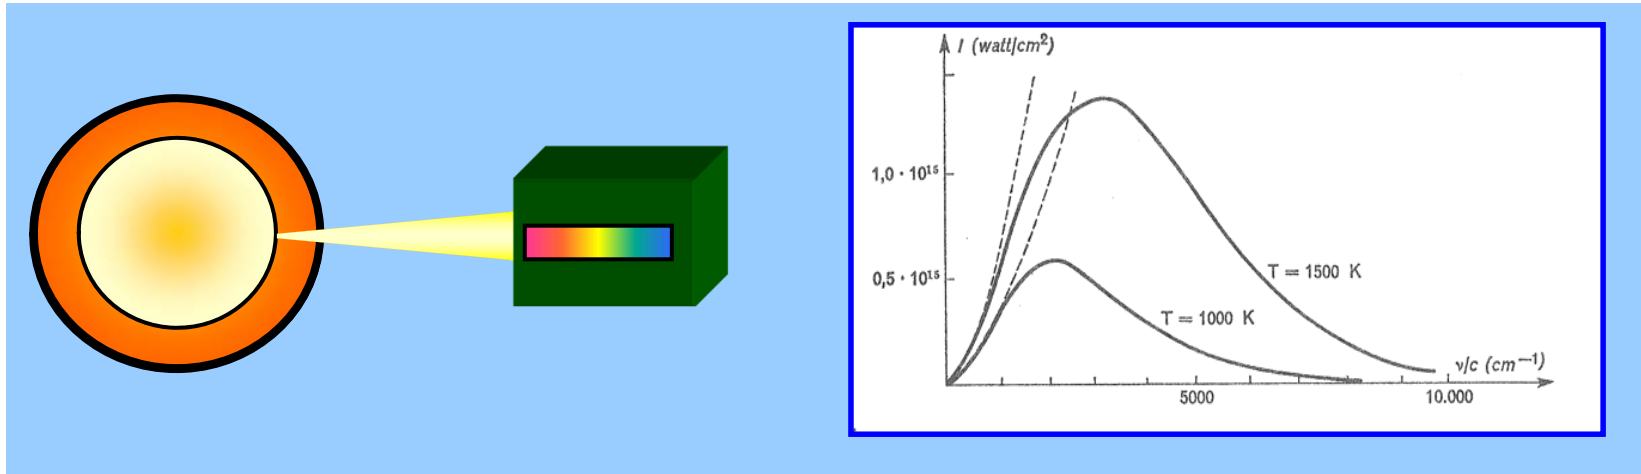 I (watt/cm²)
1,0 · 10¹⁵
0,5 · 10¹⁵
T = 1500 K
T = 1000 K
ν/c (cm⁻¹)
5000
10.000